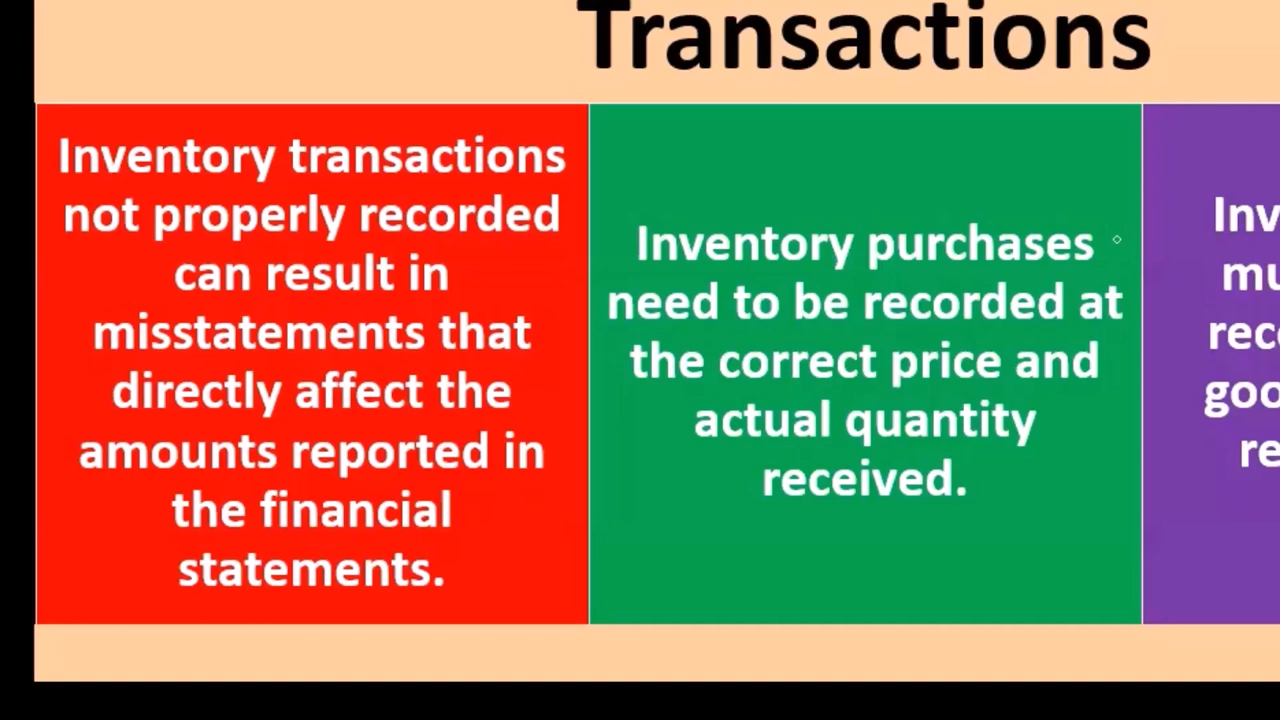 Transactions
Inventory transactions
not properly recorded
can result in
misstatements that
directly affect the
amounts reported in
the financial
statements.
Inventory purchases
need to be recorded at
the correct price and
actual quantity
received.